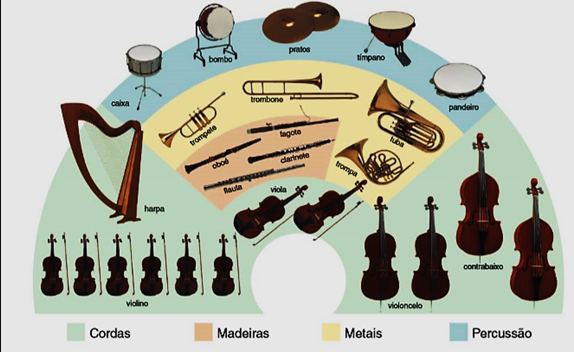 bombo
pratos
tímpano
caixa
pandeiro
trombone
trompete
tuba
fagote
oboé
clarinete
trompa
flauta
viola
harpa
contrabaixo
violino
violoncelo
Cordas
Madeiras
Metais
Percussão